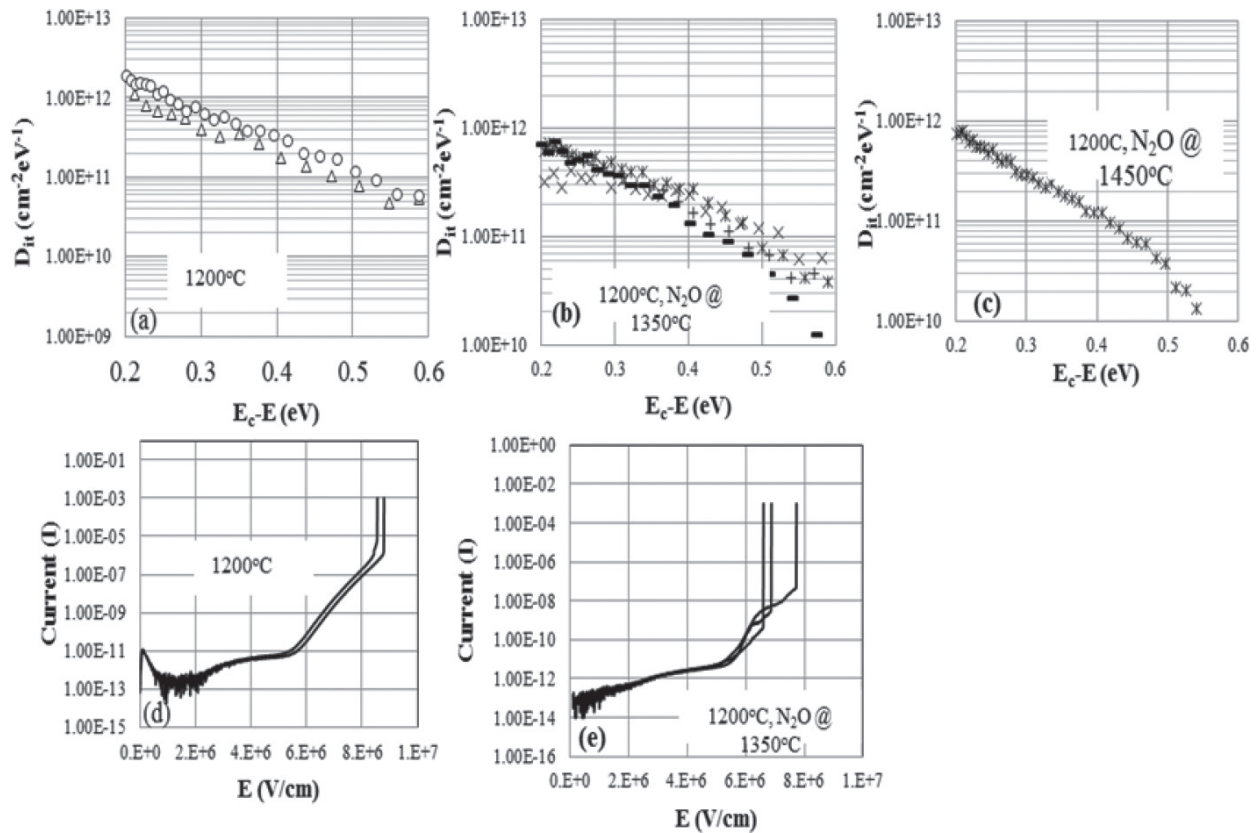 1.00E+13
1.00E+12
1.00E+11
1.00E+10
1.00E+09
Dit (cm-2eV-1)
1200°C
(a)
0.2 0.3 0.4 0.5 0.6
Ec-E (eV)
1.00E+13
1.00E+12
1.00E+11
1.00E+10
Dit (cm-2eV-1)
1200°C, N2O @
1350°C
(b)
0.2 0.3 0.4 0.5 0.6
Ec-E (eV)
1.00E+13
1.00E+12
1.00E+11
1.00E+10
Dit (cm-2eV-1)
1200C, N2O @
1450°C
(c)
0.2 0.3 0.4 0.5 0.6
Ec-E (eV)
1.00E-01
1.00E-03
1.00E-05
1.00E-07
1.00E-09
1.00E-11
1.00E-13
1.00E-15
Current (I)
1200°C
(d)
0.E+0 2.E+6 4.E+6 6.E+6 8.E+6 1.E+7
E (V/cm)
1.00E+00
1.00E-02
1.00E-04
1.00E-06
1.00E-08
1.00E-10
1.00E-12
1.00E-14
1.00E-16
Current (I)
1200°C, N2O @
1350°C
(e)
0.E+0 2.E+6 4.E+6 6.E+6 8.E+6 1.E+7
E (V/cm)